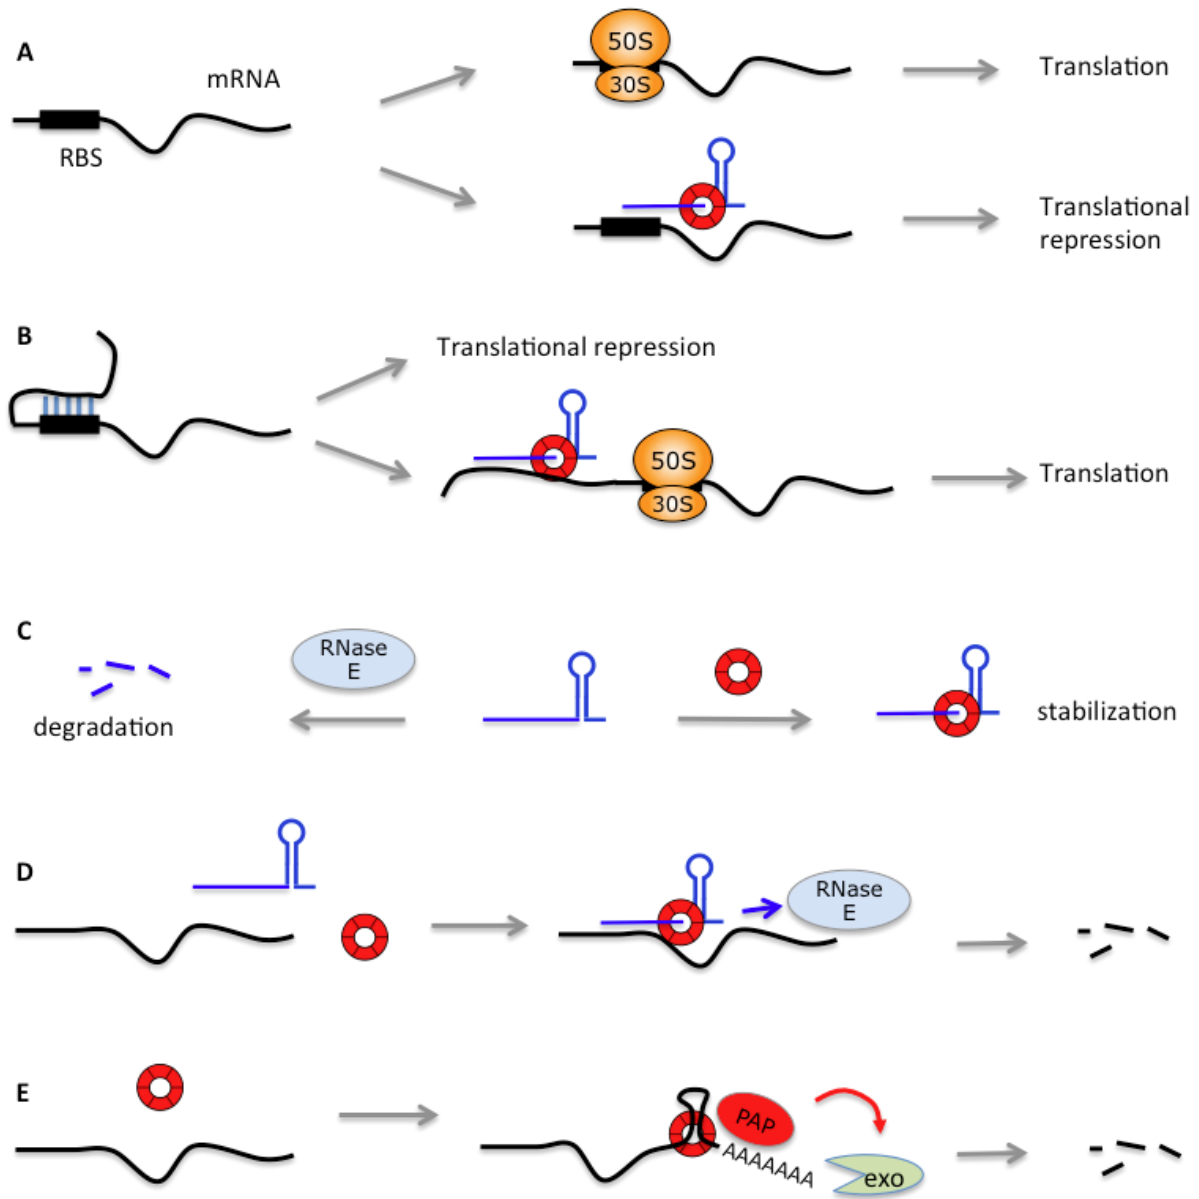 A
mRNA
RBS
50S
30S
Translation
Translational
repression
B
Translational repression
50S
30S
Translation
C
RNase
E
degradation
stabilization
D
RNase
E
E
PAP
AAAAAAA
exo